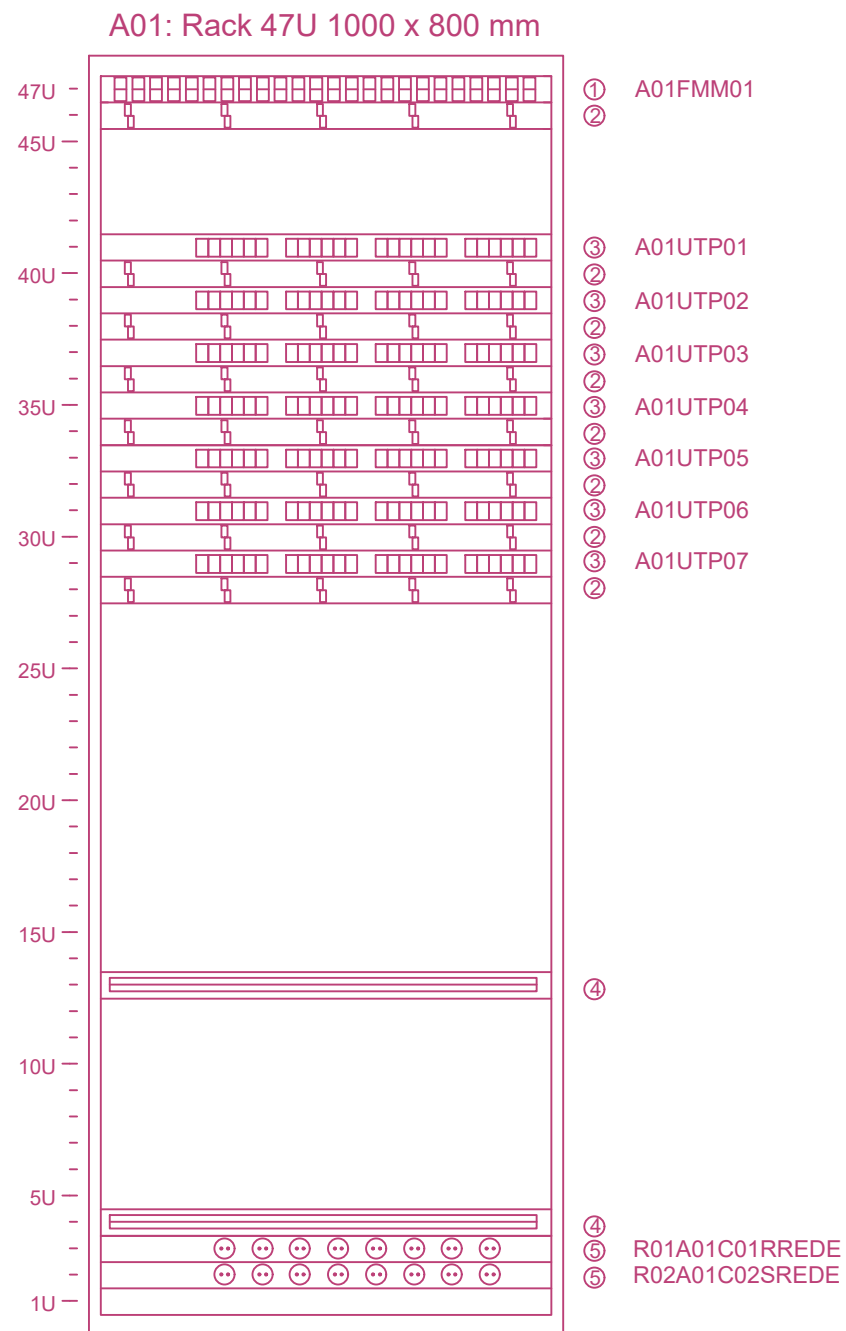 A01: Rack 47U 1000 x 800 mm
47U ① A01FMM01
②
45U
③ A01UTP01
40U ②
③ A01UTP02
②
③ A01UTP03
②
35U ③ A01UTP04
②
③ A01UTP05
②
③ A01UTP06
30U ②
③ A01UTP07
②
25U
20U
15U
④
10U
5U
④
⑤ R01A01C01RREDE
⑤ R02A01C02SREDE
1U